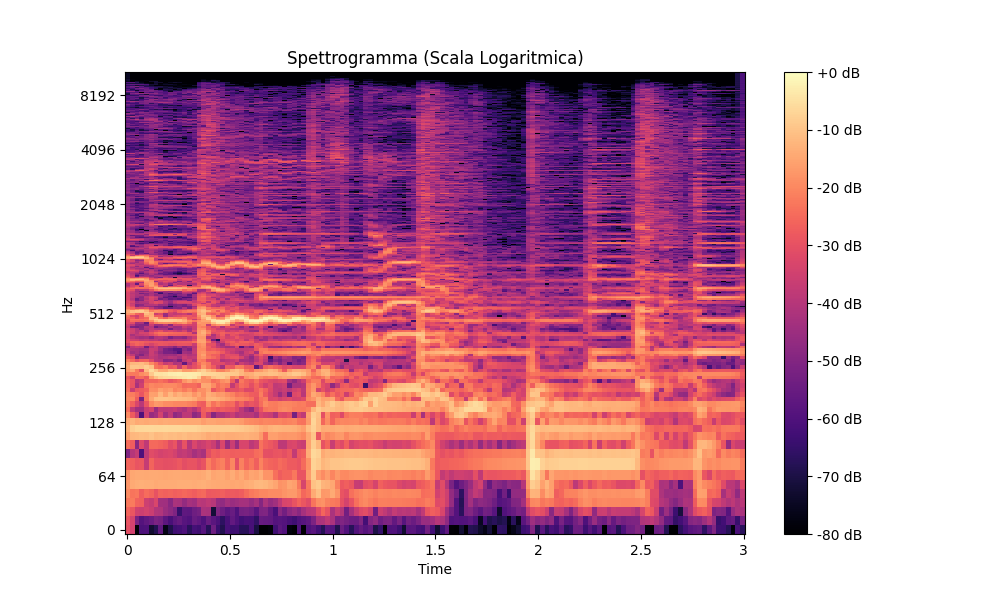 Spettrogramma (Scala Logaritmica)
8192
4096
2048
1024
512
256
128
64
0
Hz
0 0.5 1 1.5 2 2.5 3
Time
+0 dB
-10 dB
-20 dB
-30 dB
-40 dB
-50 dB
-60 dB
-70 dB
-80 dB